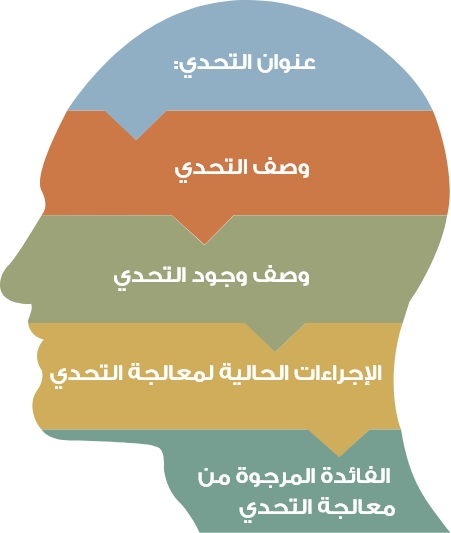 عنوان التحدي:
وصف التحدي
وصف وجود التحدي
الإجراءات الحالية لمعالجة التحدي
الفائدة المرجوة من
معالجة التحدي